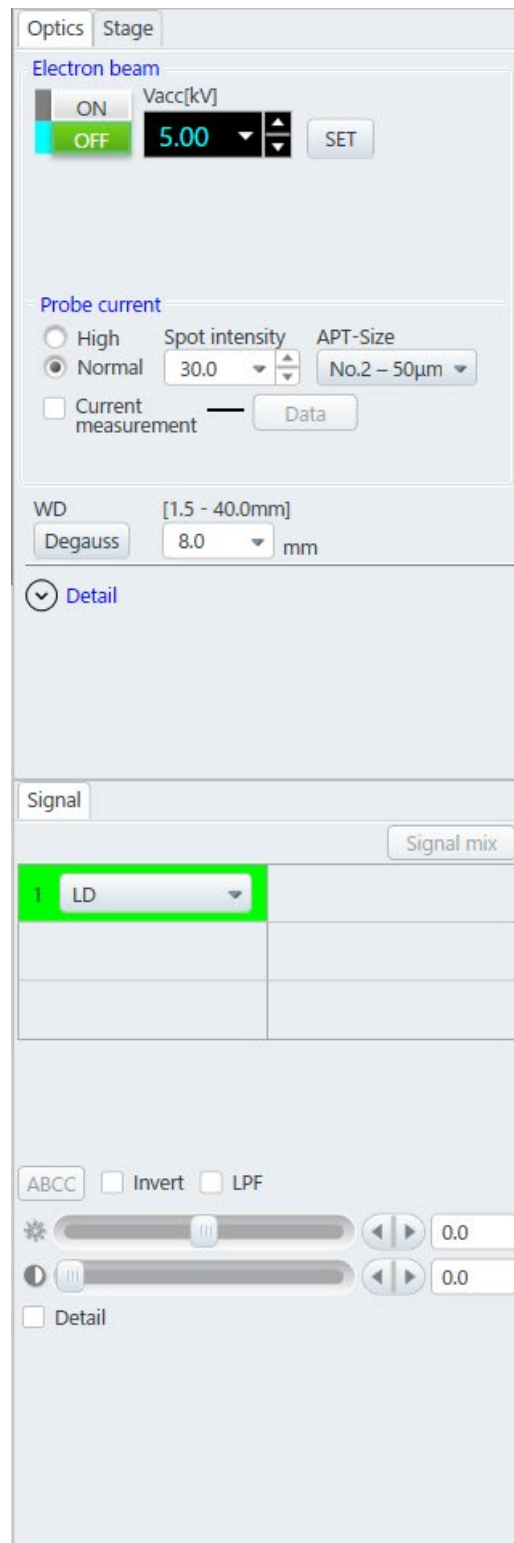 Optics Stage
Electron beam
ON Vacc[kV]
OFF 5.00 SET
Probe current
High Spot intensity APT-Size
Normal 30.0 No.2 – 50μm
Current
measurement Data
WD [1.5 - 40.0mm]
Degauss 8.0 mm
Detail
Signal
Signal mix
1 LD
ABCC Invert LPF
0.0
0.0
Detail